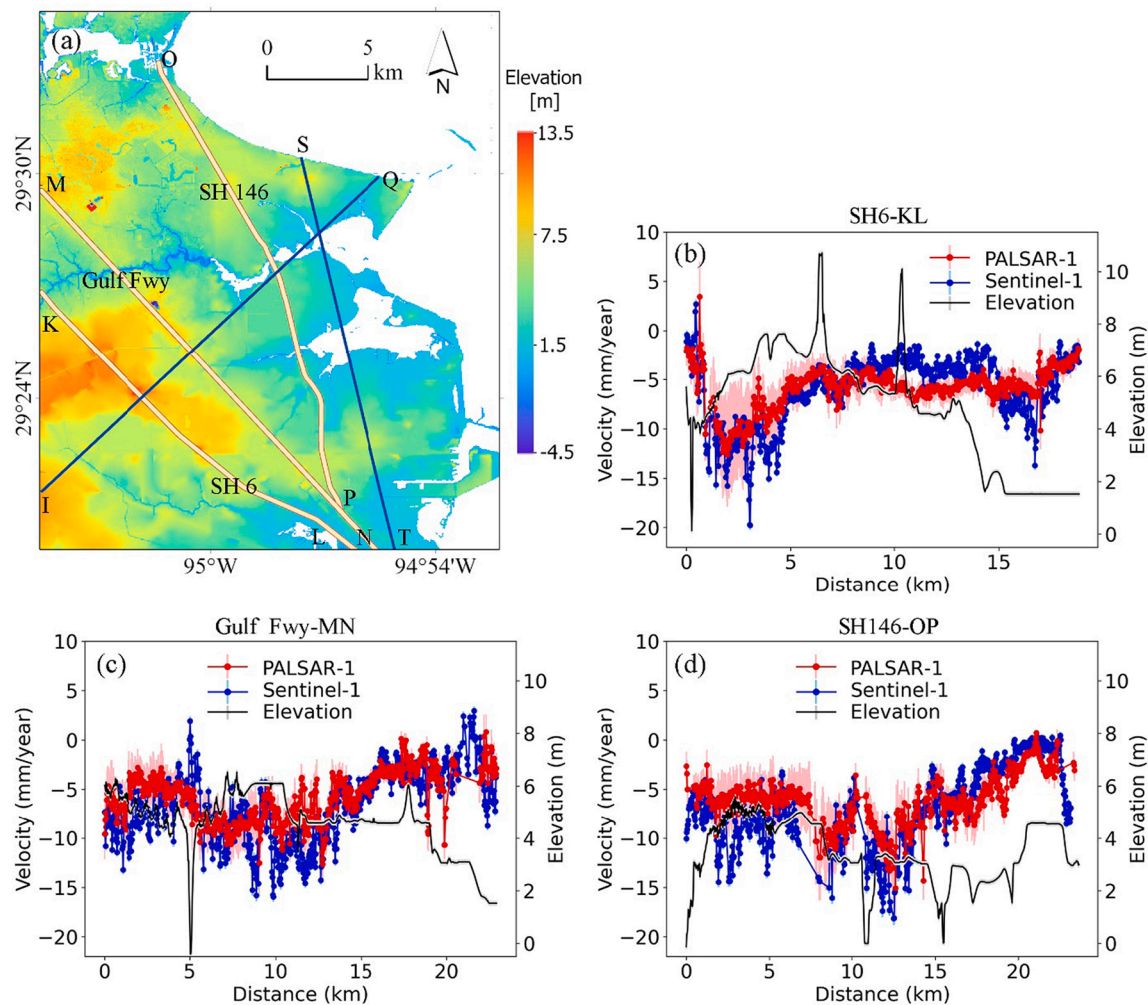 (a)
0 5
km
N
Elevation
[m]
13.5
7.5
1.5
-4.5
29°30'N
29°24'N
95°W
94°54'W
O
S
Q
M
SH 146
Gulf Fwy
K
I
SH 6
P
L
N
T
SH6-KL
(b)
PALSAR-1
Sentinel-1
Elevation
Velocity (mm/year)
10
5
0
−5
−10
−15
−20
Elevation (m)
10
8
6
4
2
0
0 5 10 15
Distance (km)
Gulf Fwy-MN
(c)
PALSAR-1
Sentinel-1
Elevation
Velocity (mm/year)
10
5
0
−5
−10
−15
−20
Elevation (m)
10
8
6
4
2
0
0 5 10 15 20
Distance (km)
SH146-OP
(d)
PALSAR-1
Sentinel-1
Elevation
Velocity (mm/year)
10
5
0
−5
−10
−15
−20
Elevation (m)
10
8
6
4
2
0
0 5 10 15 20
Distance (km)